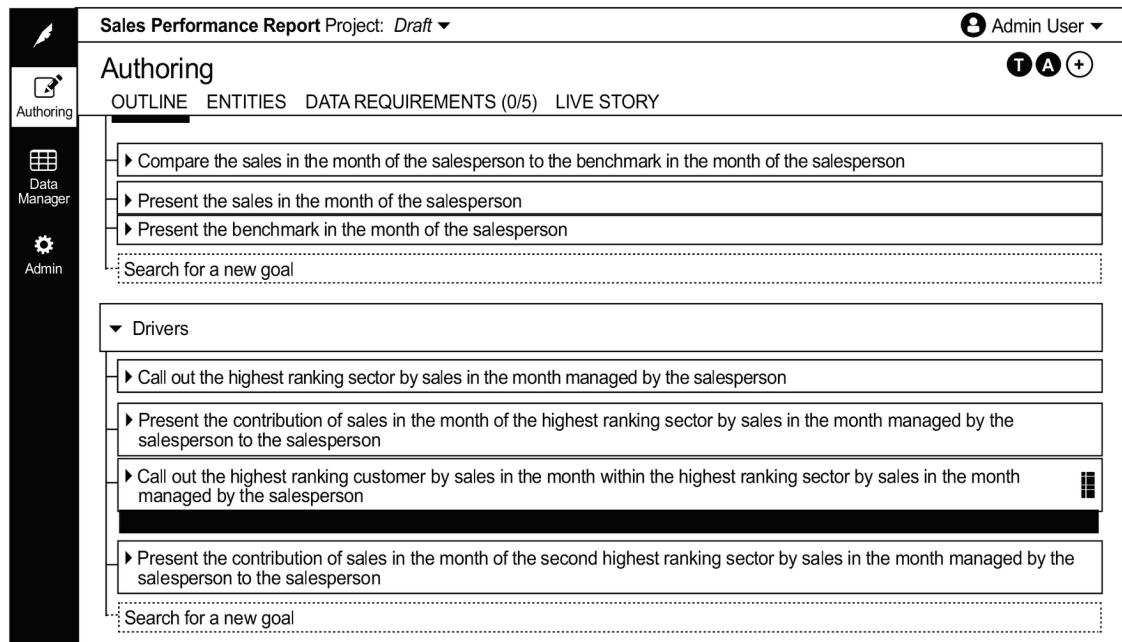 Sales Performance Report Project: Draft
Admin User
Authoring
T A +
OUTLINE ENTITIES DATA REQUIREMENTS (0/5) LIVE STORY
Authoring
Data
Manager
Admin
Compare the sales in the month of the salesperson to the benchmark in the month of the salesperson
Present the sales in the month of the salesperson
Present the benchmark in the month of the salesperson
Search for a new goal
Drivers
Call out the highest ranking sector by sales in the month managed by the salesperson
Present the contribution of sales in the month of the highest ranking sector by sales in the month managed by the
salesperson to the salesperson
Call out the highest ranking customer by sales in the month within the highest ranking sector by sales in the month
managed by the salesperson
Present the contribution of sales in the month of the second highest ranking sector by sales in the month managed by the
salesperson to the salesperson
Search for a new goal